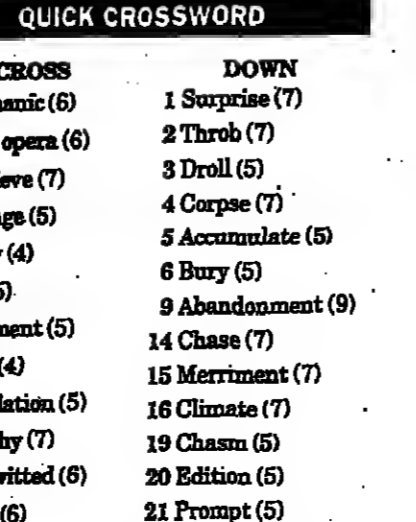 QUICK CROSSWORD
CROSS
anic (6)
opera (6)
eve (7)
ge (5)
(4)
5)
ment (5)
(4)
lation (5)
hy (7)
witted (6)
(6)
DOWN
1 Surprise (7)
2 Throb (7)
3 Droll (5)
4 Corpse (7)
5 Accumulate (5)
6 Bury (5)
9 Abandonment (9)
14 Chase (7)
15 Merriment (7)
16 Climate (7)
19 Chasm (5)
20 Edition (5)
21 Prompt (5)